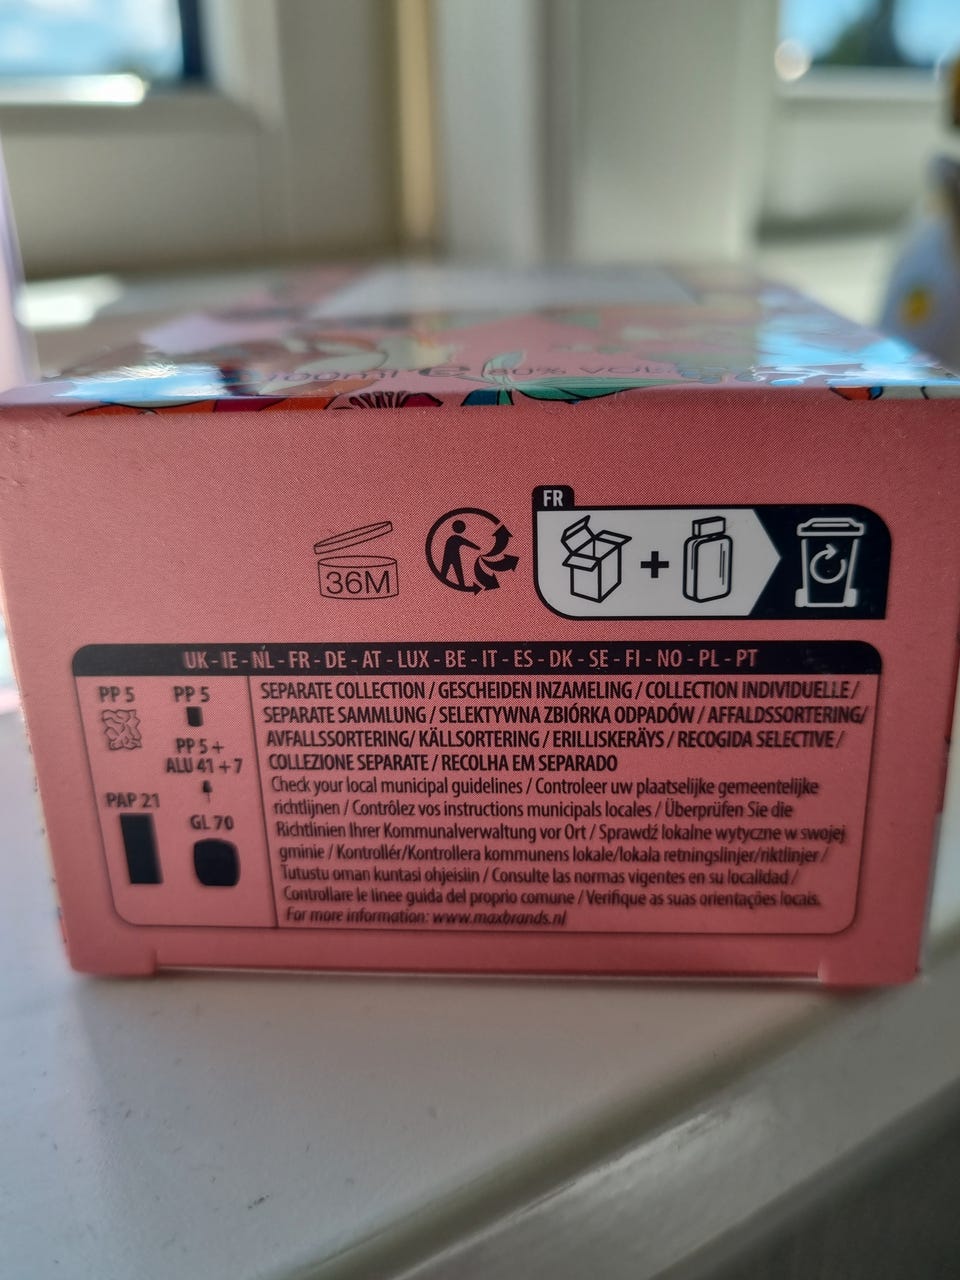 100ml e 80% vol.
FR
36M
+
UK - IE - NL - FR - DE - AT - LUX - BE - IT - ES - DK - SE - FI - NO - PL - PT
PP 5
PP 5
PP 5 +
ALU 41 + 7
PAP 21
GL 70
SEPARATE COLLECTION / GESCHEIDEN INZAMELING / COLLECTION INDIVIDUELLE /
SEPARATE SAMMLUNG / SELEKTYWNA ZBIÓRKA ODPADÓW / AFFALDSSORTERING/
AVFALLSSORTERING/ KÄLLSORTERING / ERILLISKERÄYS / RECOGIDA SELECTIVE /
COLLEZIONE SEPARATE / RECOLHA EM SEPARADO
Check your local municipal guidelines / Controleer uw plaatselijke gemeentelijke
richtlijnen / Contrôlez vos instructions municipals locales / Überprüfen Sie die
Richtlinien Ihrer Kommunalverwaltung vor Ort / Sprawdź lokalne wytyczne w swojej
gminie / Kontrollér/Kontrollera kommunens lokale/lokala retningslinjer/riktlinjer /
Tutustu oman kuntasi ohjeisiin / Consulte las normas vigentes en su localidad /
Controllare le linee guida del proprio comune / Verifique as suas orientações locais.
For more information: www.maxbrands.nl